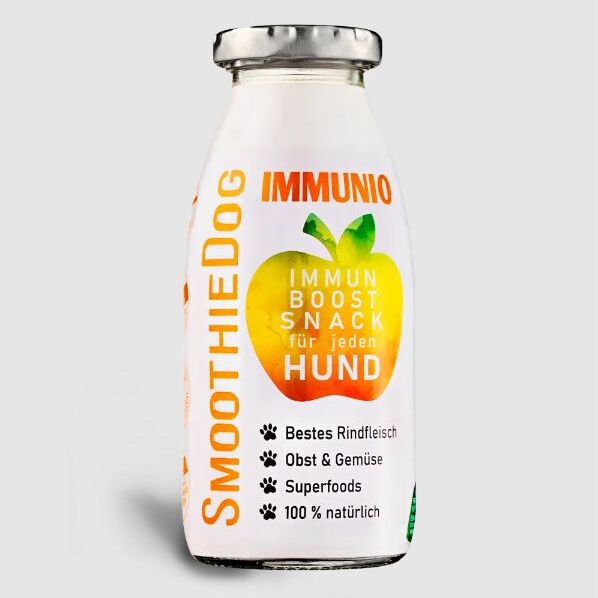 SMOOTHIEDOG
IMMUNIO
IMMUN
BOOST
SNACK
für jeden
HUND
Bestes Rindfleisch
Obst & Gemüse
Superfoods
100 % natürlich